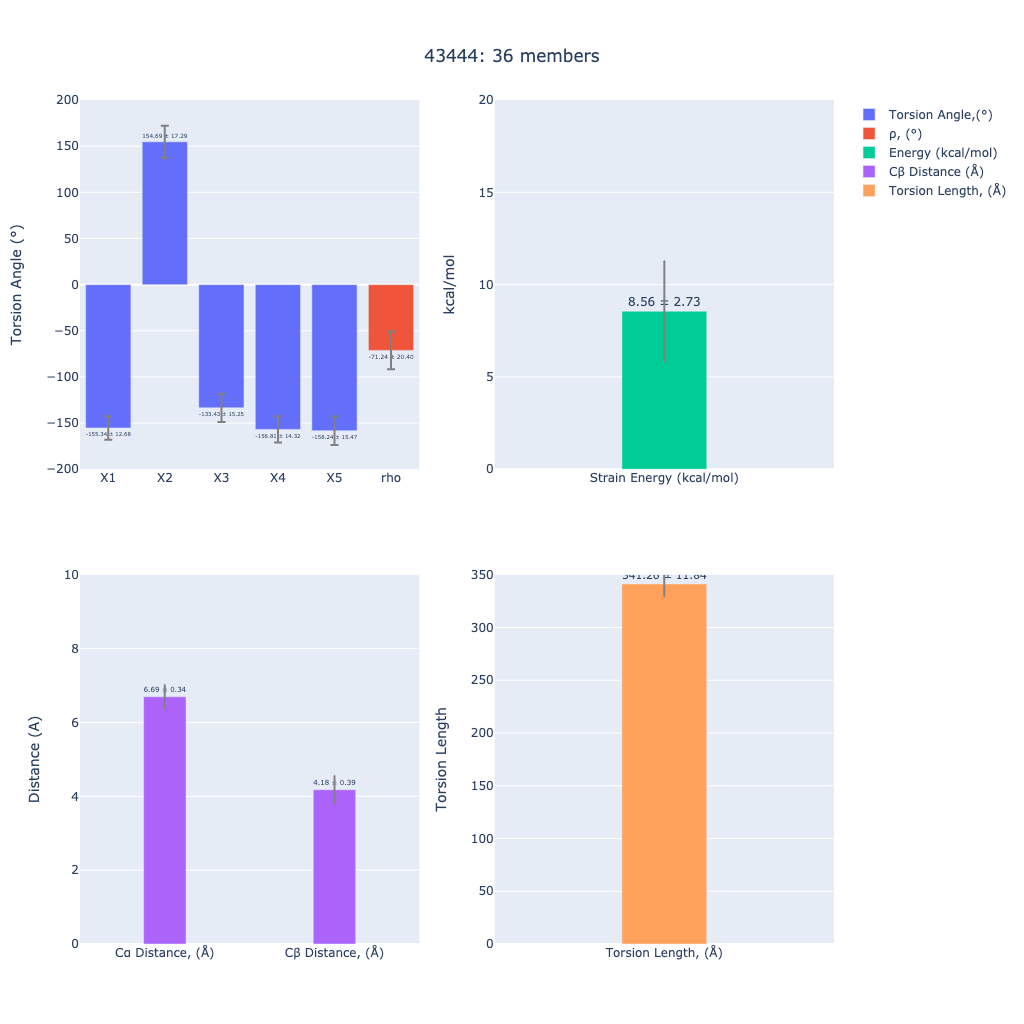 43444: 36 members
Torsion Angle (°)
200
150
100
50
0
−50
−100
−150
−200
154.69 ± 17.29
-155.34 ± 12.68
-133.43 ± 15.25
-156.81 ± 14.32
-158.24 ± 15.47
-71.24 ± 20.40
X1 X2 X3 X4 X5 rho
kcal/mol
20
15
10
5
0
8.56 ± 2.73
Strain Energy (kcal/mol)
Torsion Angle,(°)
ρ, (°)
Energy (kcal/mol)
Cβ Distance (Å)
Torsion Length, (Å)
Distance (A)
10
8
6
4
2
0
6.69 ± 0.34
4.18 ± 0.39
Cα Distance, (Å) Cβ Distance, (Å)
Torsion Length
350
300
250
200
150
100
50
0
341.26 ± 11.84
Torsion Length, (Å)